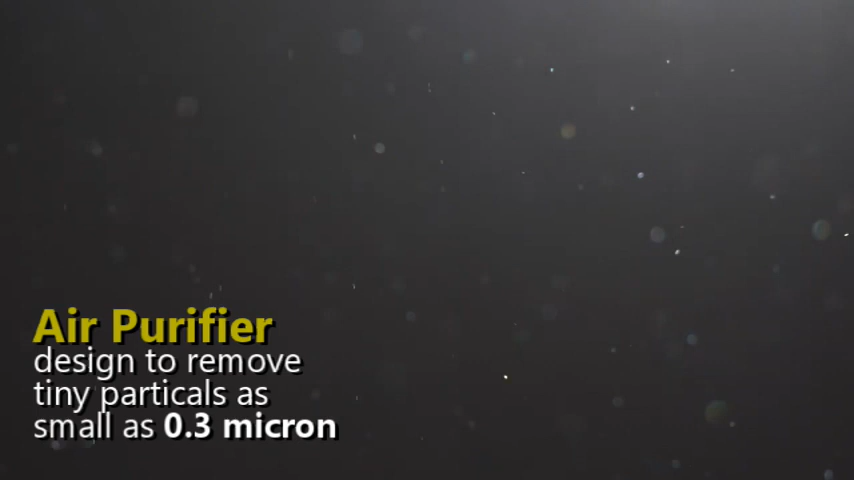 Air Purifier
design to remove
tiny particals as
small as 0.3 micron